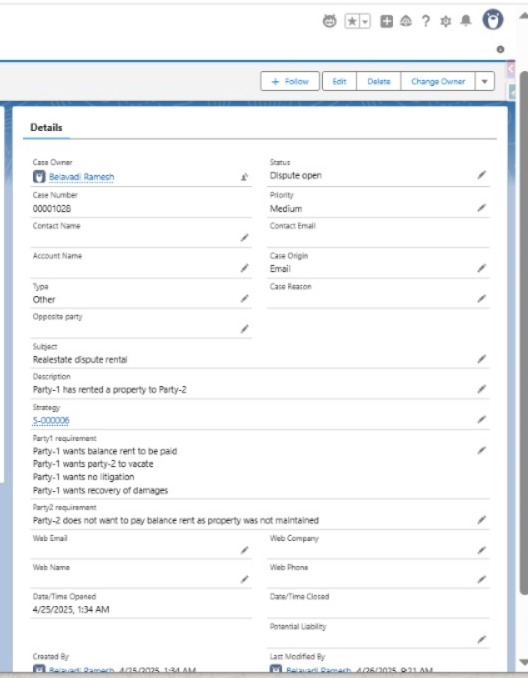 Follow
Edit
Delete
Change Owner
Details
Case Owner
Belavadi Ramesh
Status
Dispute open
Case Number
00001028
Priority
Medium
Contact Name
Contact Email
Account Name
Case Origin
Email
Type
Other
Case Reason
Opposite party
Subject
Realestate dispute rental
Description
Party-1 has rented a property to Party-2
Strategy
S-000006
Party1 requirement
Party-1 wants balance rent to be paid
Party-1 wants party-2 to vacate
Party-1 wants no litigation
Party-1 wants recovery of damages
Party2 requirement
Party-2 does not want to pay balance rent as property was not maintained
Web Email
Web Company
Web Name
Web Phone
Date/Time Opened
4/25/2025, 1:34 AM
Date/Time Closed
Potential Liability
Created By
Belavadi Ramesh, 4/25/2025, 1:34 AM
Last Modified By
Belavadi Ramesh, 4/26/2025, 9:21 AM